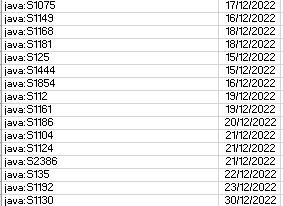 java:S1075 17/12/2022
java:S1149 16/12/2022
java:S1168 18/12/2022
java:S1181 18/12/2022
java:S125 15/12/2022
java:S1444 15/12/2022
java:S1854 16/12/2022
java:S112 19/12/2022
java:S1161 19/12/2022
java:S1186 20/12/2022
java:S1104 21/12/2022
java:S1124 21/12/2022
java:S2386 21/12/2022
java:S135 22/12/2022
java:S1192 23/12/2022
java:S1130 30/12/2022